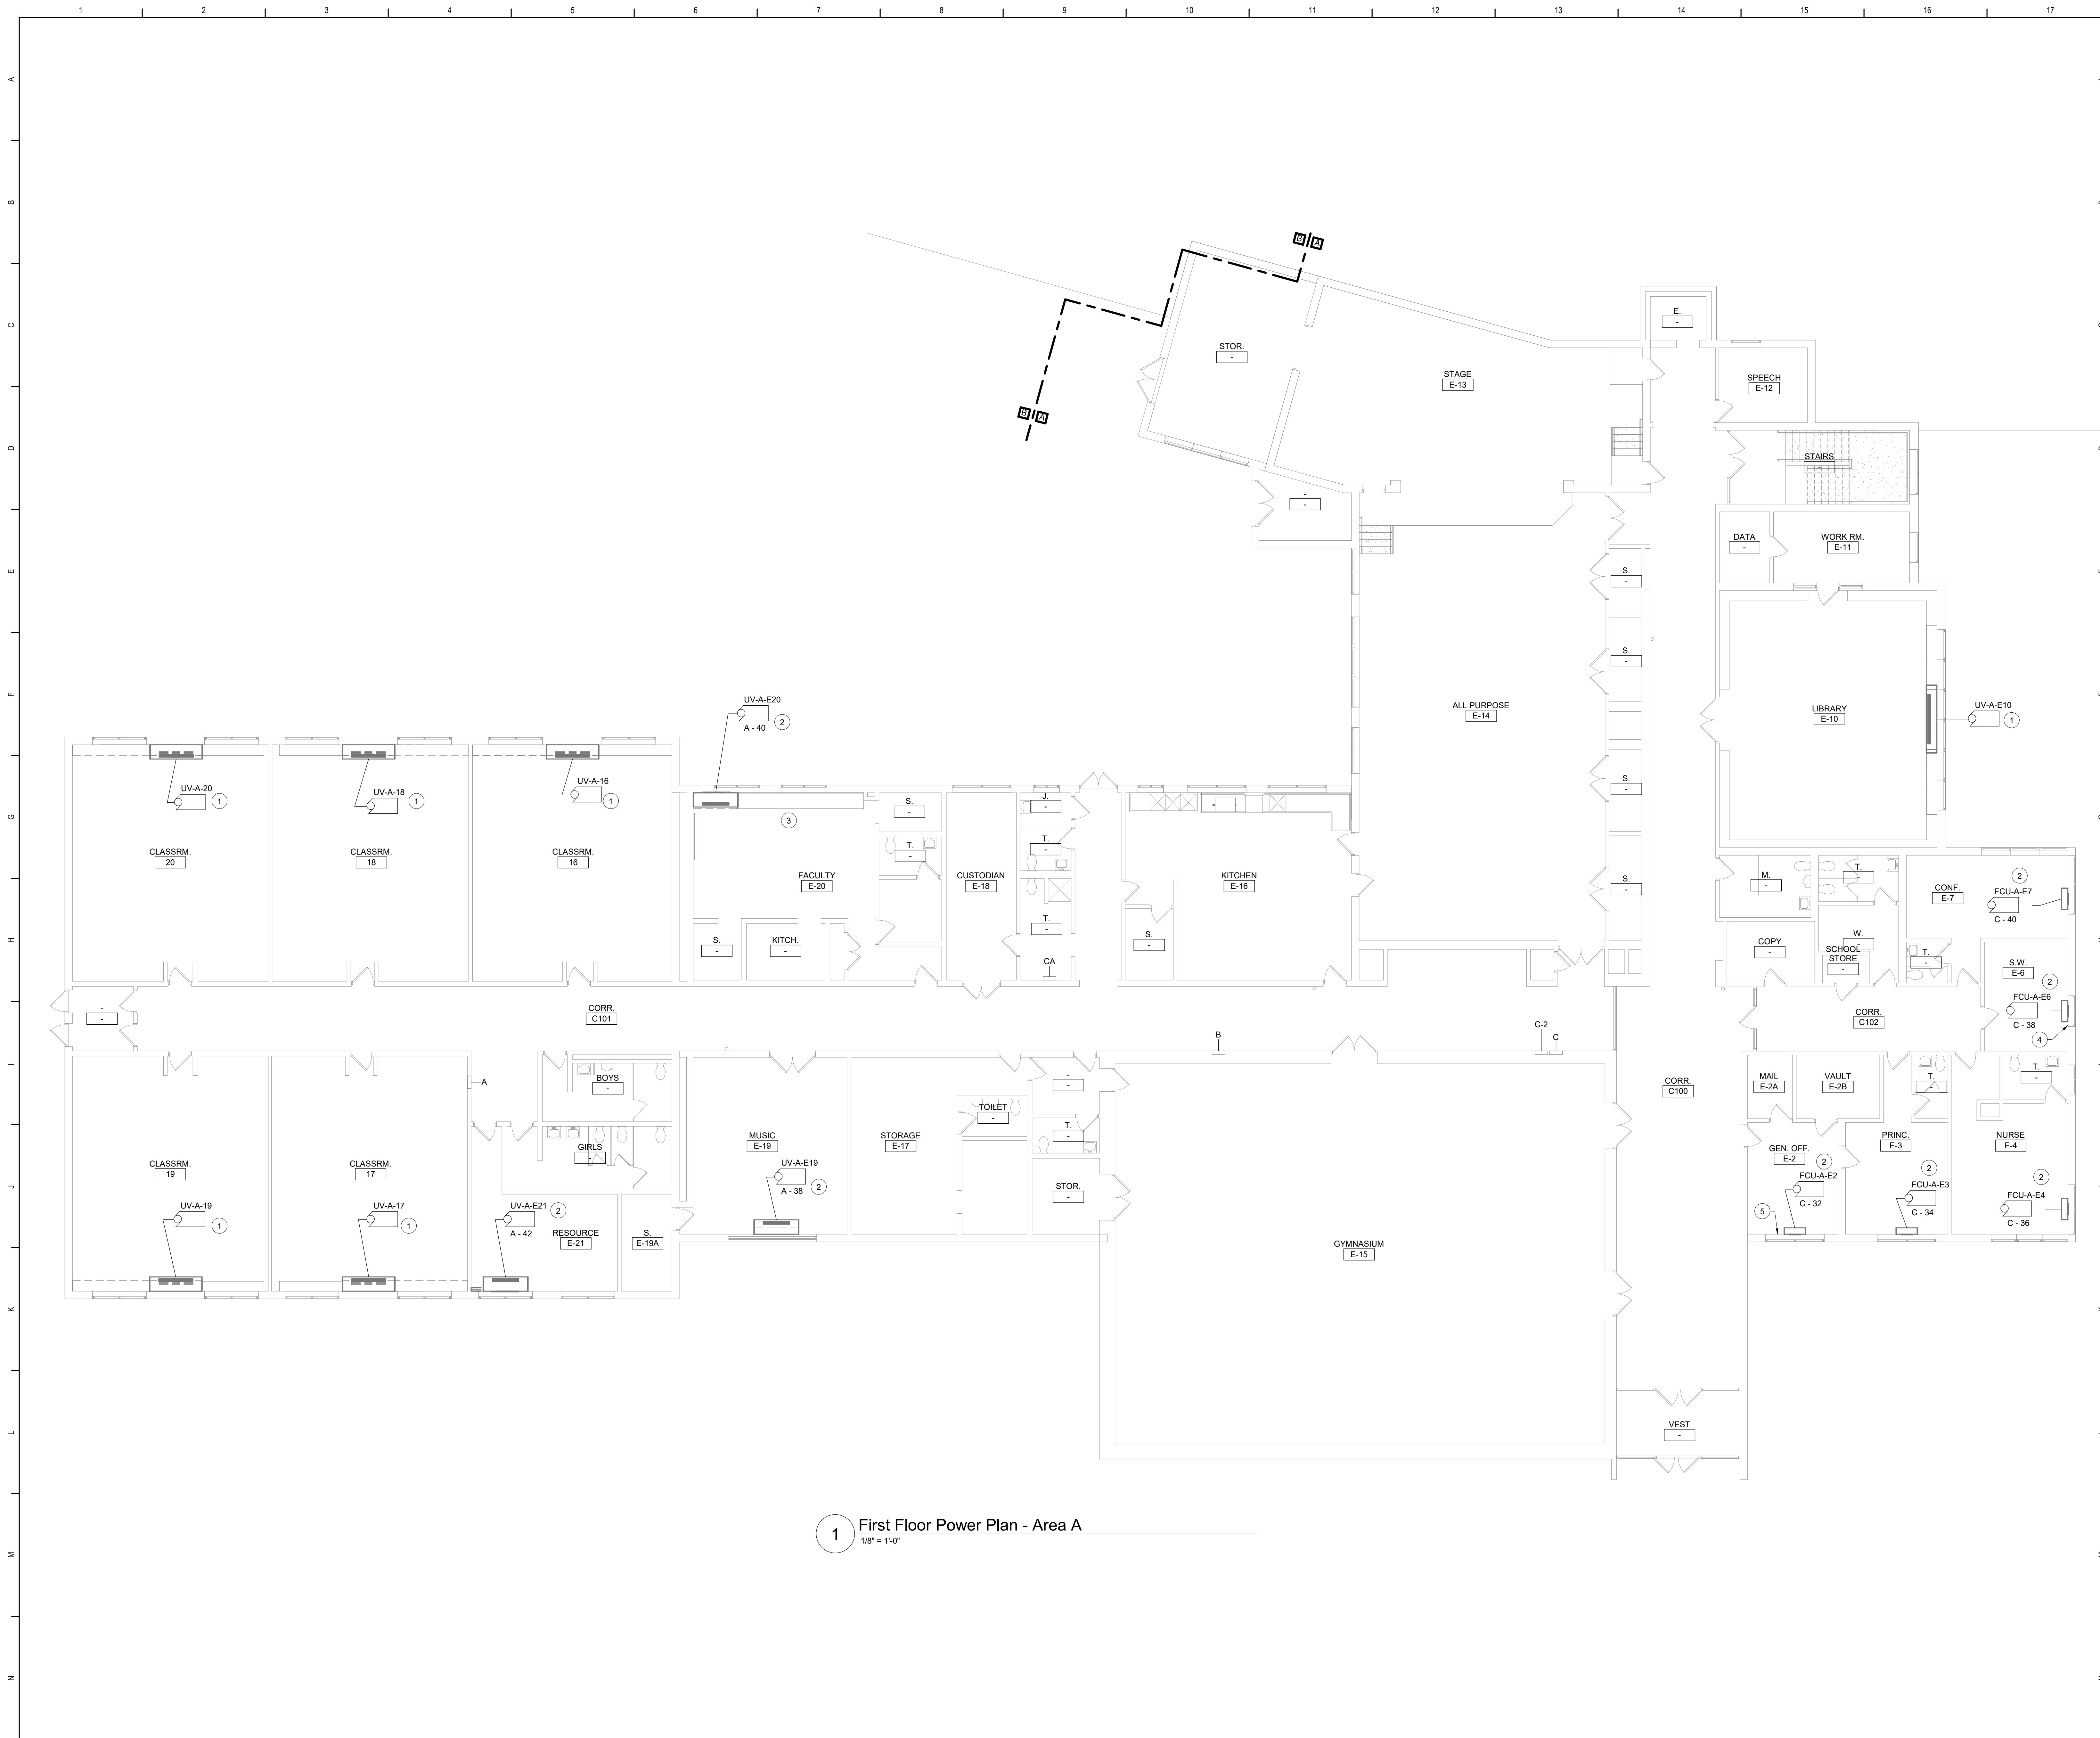 1 2 3 4 5 6 7 8 9 10 11 12 13 14 15 16 17
A
B
C
D
E
F
G
H
I
J
K
L
M
N
B A
B A
E.
-
STOR.
-
STAGE
E-13
SPEECH
E-12
STAIRS
-
-
-
DATA
-
WORK RM.
E-11
S.
-
S.
-
UV-A-E20
A - 40
2
ALL PURPOSE
E-14
LIBRARY
E-10
UV-A-E10
1
UV-A-20
1
UV-A-18
1
UV-A-16
1
3
S.
-
J.
-
S.
-
CLASSRM.
20
CLASSRM.
18
CLASSRM.
16
T.
-
T.
-
FACULTY
E-20
CUSTODIAN
E-18
KITCHEN
E-16
S.
-
M.
-
T.
-
CONF.
E-7
2
FCU-A-E7
C - 40
S.
-
KITCH.
-
T.
-
S.
-
COPY
-
W.
-
SCHOOL
STORE
-
T.
-
S.W.
E-6
2
FCU-A-E6
C - 38
4
CA
-
-
CORR.
C101
B
C-2
C
CORR.
C102
A
BOYS
-
-
-
CORR.
C100
MAIL
E-2A
VAULT
E-2B
T.
-
T.
-
TOILET
-
GIRLS
-
MUSIC
E-19
STORAGE
E-17
T.
-
CLASSRM.
19
CLASSRM.
17
GEN. OFF.
E-2
PRINC.
E-3
NURSE
E-4
UV-A-E19
A - 38
2
STOR.
-
2
FCU-A-E2
C - 32
5
2
FCU-A-E3
C - 34
2
FCU-A-E4
C - 36
UV-A-19
1
UV-A-17
1
UV-A-E21
A - 42
2
RESOURCE
E-21
S.
E-19A
GYMNASIUM
E-15
VEST
-
1 First Floor Power Plan - Area A
1/8" = 1'-0"